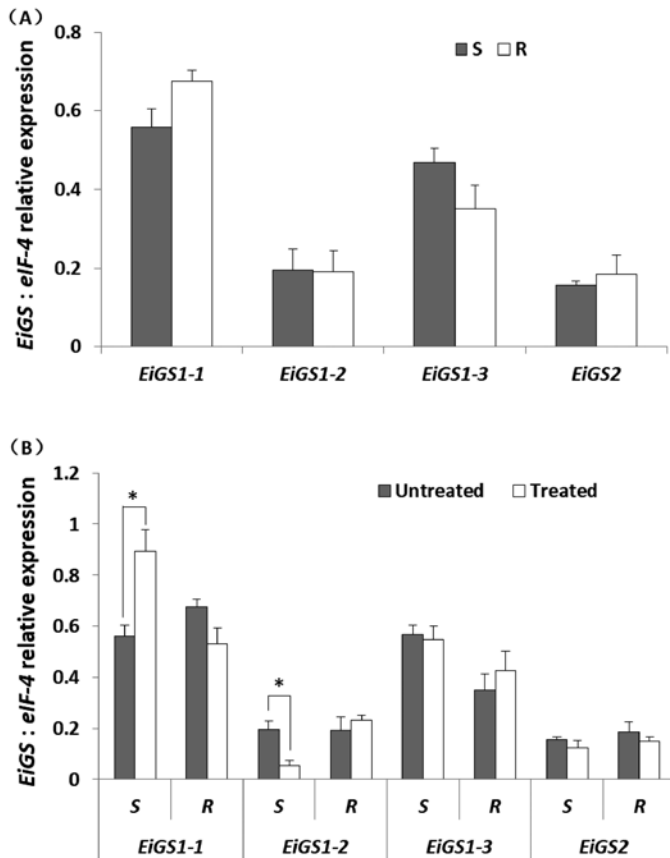 （A）
EiGS : eIF-4 relative expression
0.8
0.6
0.4
0.2
0
S R
EiGS1-1 EiGS1-2 EiGS1-3 EiGS2
（B）
EiGS : eIF-4 relative expression
1.2
1
0.8
0.6
0.4
0.2
0
Untreated Treated
*
*
S R S R S R S R
EiGS1-1 EiGS1-2 EiGS1-3 EiGS2